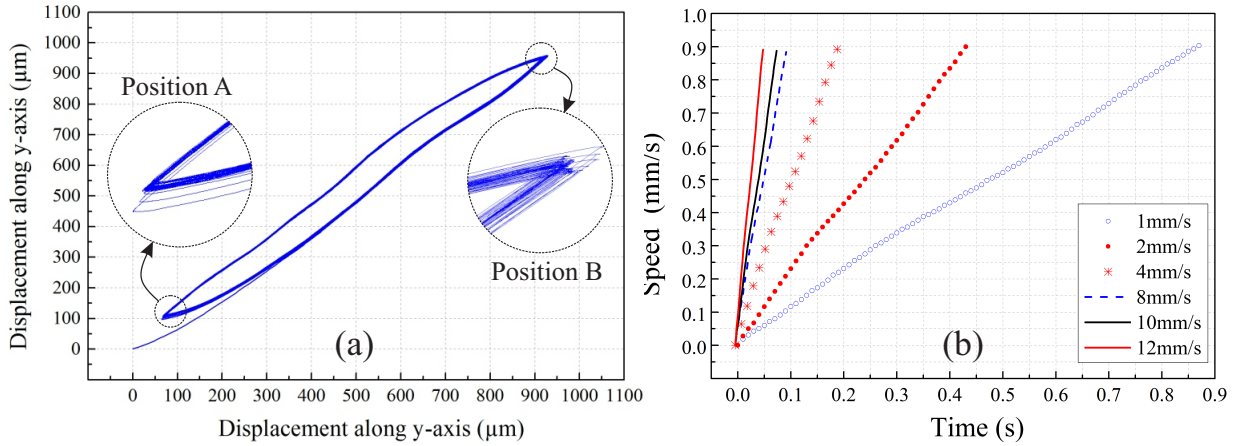 1100
1000
900
800
700
600
500
400
300
200
100
0
Displacement along y-axis (μm)
Position A
Position B
(a)
0 100 200 300 400 500 600 700 800 900 1000 1100
Displacement along y-axis (μm)
1.0
0.9
0.8
0.7
0.6
0.5
0.4
0.3
0.2
0.1
0.0
Speed (mm/s)
(b)
1mm/s
2mm/s
4mm/s
8mm/s
10mm/s
12mm/s
0.0 0.1 0.2 0.3 0.4 0.5 0.6 0.7 0.8 0.9
Time (s)